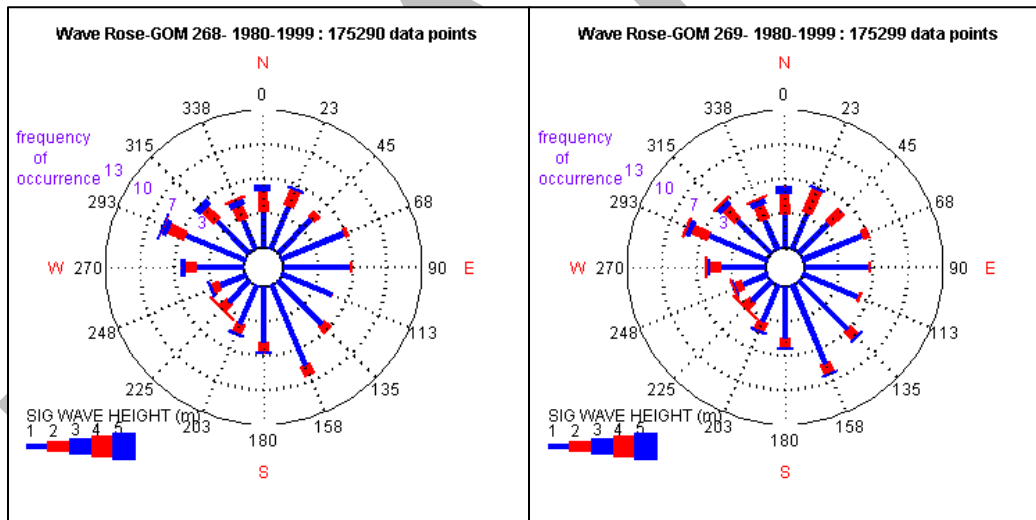 Wave Rose-GOM 268- 1980-1999 : 175290 data points
N
0
338 23
315 45
frequency
of
occurrence 13
10
293 7 68
3
W 270 90 E
248 113
225 135
SIG WAVE HEIGHT (m)
203 158
1 2 3 4 5
180
S
Wave Rose-GOM 269- 1980-1999 : 175299 data points
N
0
338 23
315 45
frequency
of
occurrence 13
10
293 7 68
3
W 270 90 E
248 113
225 135
SIG WAVE HEIGHT (m)
203 158
1 2 3 4 5
180
S